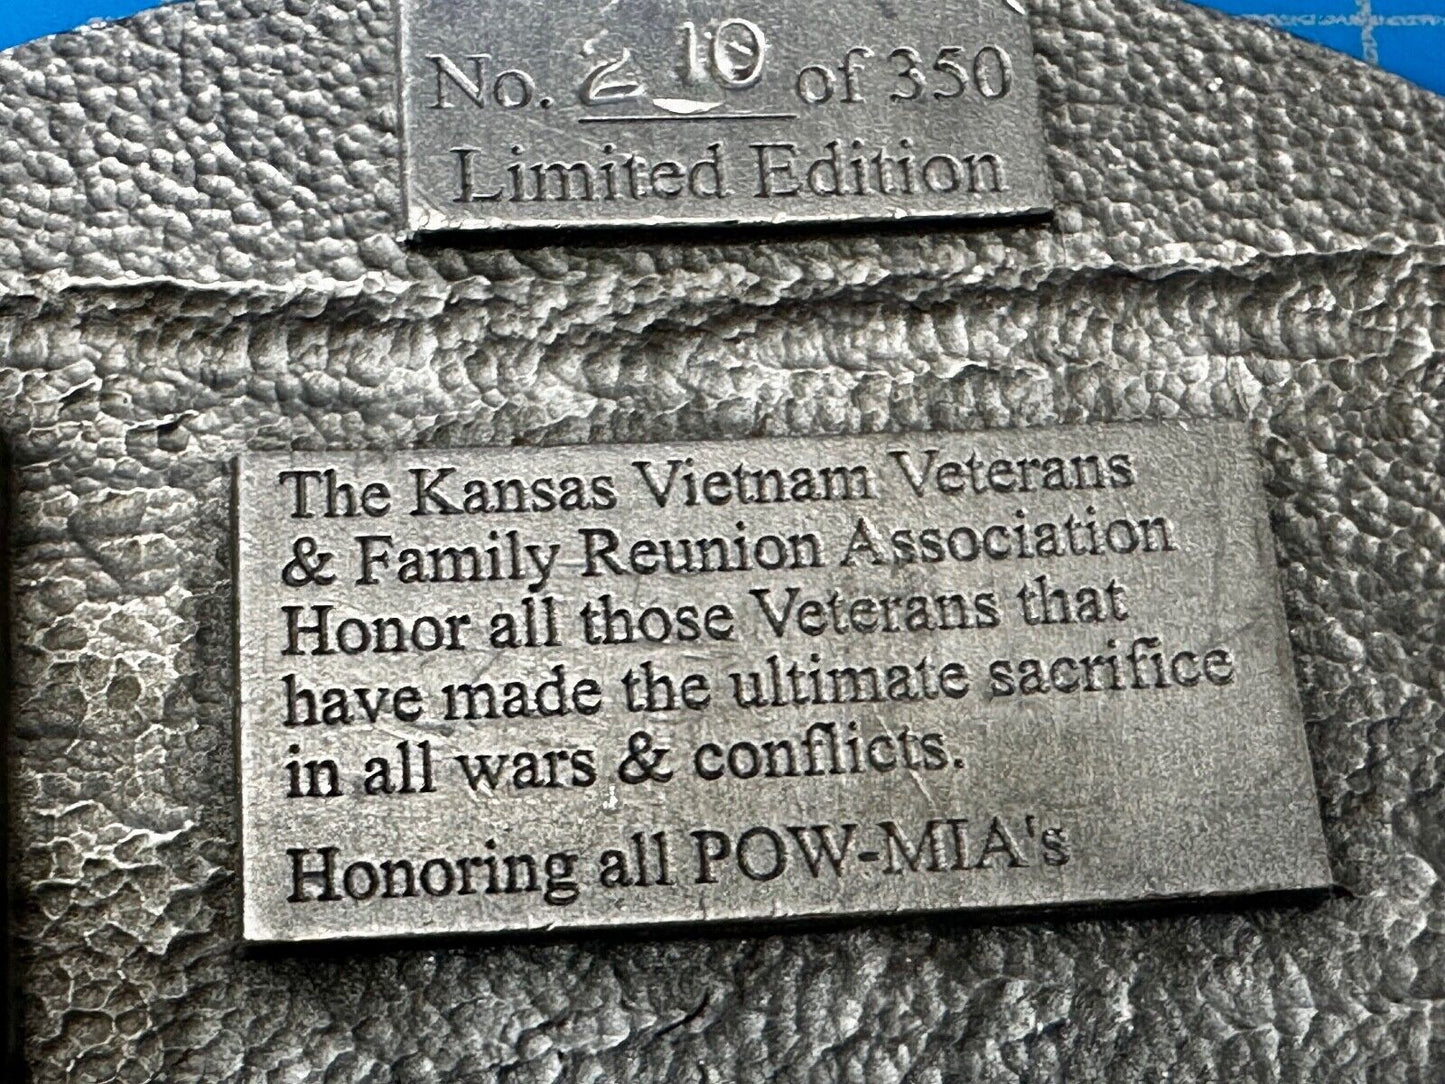 No. 210 of 350
Limited Edition
The Kansas Vietnam Veterans
& Family Reunion Association
Honor all those Veterans that
have made the ultimate sacrifice
in all wars & conflicts.
Honoring all POW-MIA's